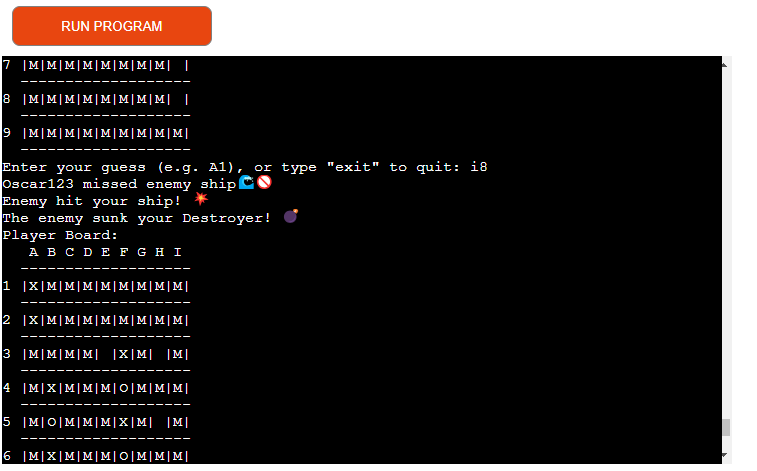 RUN PROGRAM
7 |M|M|M|M|M|M|M|M| |
-------------------
8 |M|M|M|M|M|M|M|M| |
-------------------
9 |M|M|M|M|M|M|M|M|M|
-------------------
Enter your guess (e.g. A1), or type "exit" to quit: i8
Oscar123 missed enemy ship🌊🚫
Enemy hit your ship! 💥
The enemy sunk your Destroyer! 💣
Player Board:
   A B C D E F G H I
  -------------------
1 |X|M|M|M|M|M|M|M|M|
  -------------------
2 |X|M|M|M|M|M|M|M|M|
  -------------------
3 |M|M|M|M| |X|M| |M|
  -------------------
4 |M|X|M|M|M|O|M|M|M|
  -------------------
5 |M|O|M|M|M|X|M| |M|
  -------------------
6 |M|X|M|M|M|O|M|M|M|